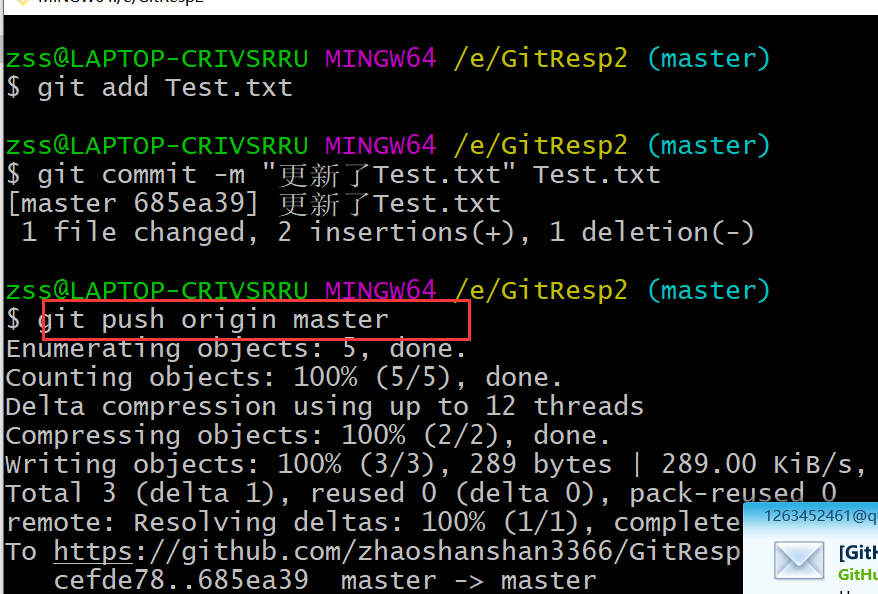 MINGW64:/e/GitResp2
zss@LAPTOP-CRIVSRRU MINGW64 /e/GitResp2 (master)
$ git add Test.txt
zss@LAPTOP-CRIVSRRU MINGW64 /e/GitResp2 (master)
$ git commit -m "更新了Test.txt" Test.txt
[master 685ea39] 更新了Test.txt
1 file changed, 2 insertions(+), 1 deletion(-)
zss@LAPTOP-CRIVSRRU MINGW64 /e/GitResp2 (master)
$ git push origin master
Enumerating objects: 5, done.
Counting objects: 100% (5/5), done.
Delta compression using up to 12 threads
Compressing objects: 100% (2/2), done.
Writing objects: 100% (3/3), 289 bytes | 289.00 KiB/s,
Total 3 (delta 1), reused 0 (delta 0), pack-reused 0
remote: Resolving deltas: 100% (1/1), complete
To https://github.com/zhaoshanshan3366/GitResp
cefde78..685ea39 master -> master
1263452461@q
[GitH
GitHu